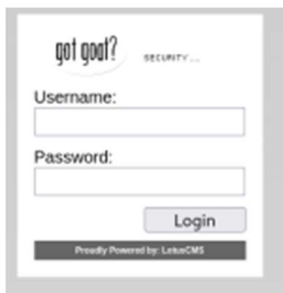 got goat? SECURITY...
Username:
Password:
Login
Proudly Powered by: LotusCMS